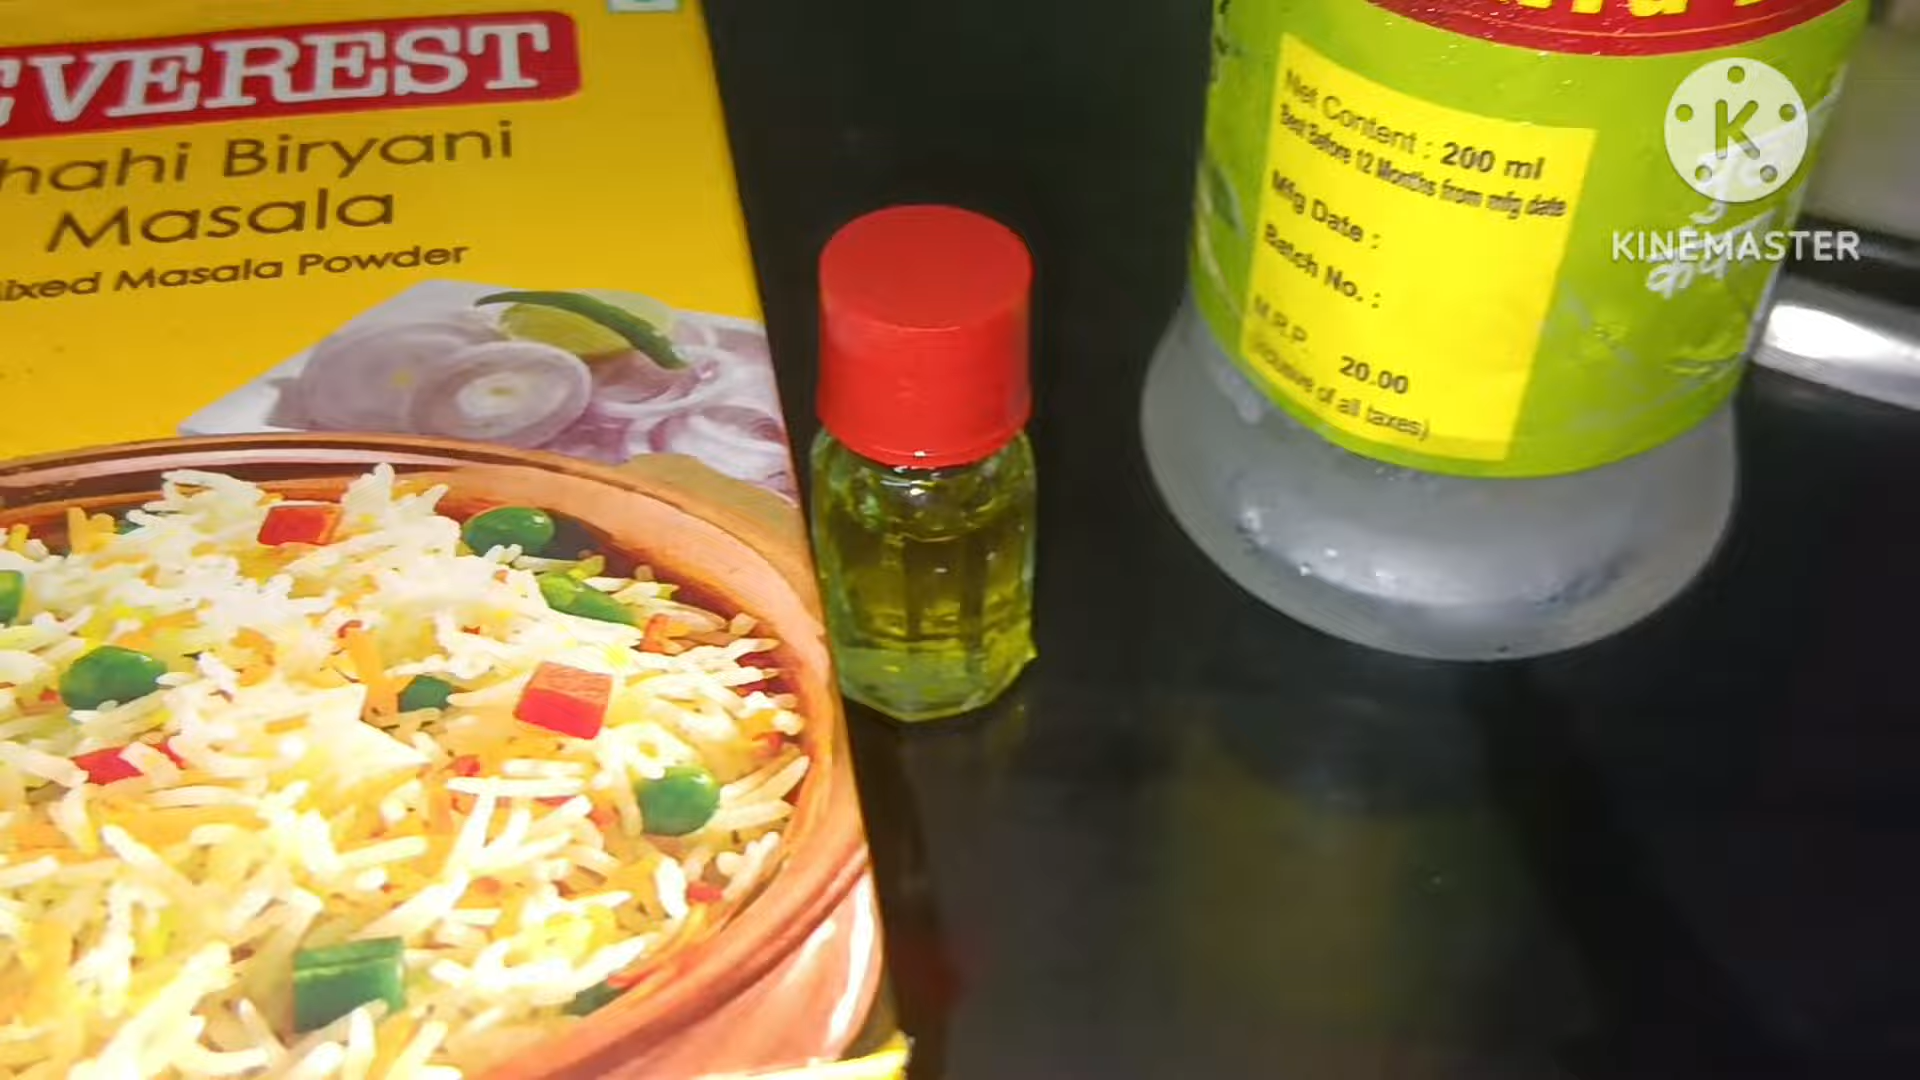 EVEREST
hahi Biryani
Masala
ixed Masala Powder
Net Content : 200 ml
Best Before 12 Months from mfg date
Mfg Date :
Batch No. :
M.R.P. 20.00
(Inclusive of all taxes)
K
KINEMASTER